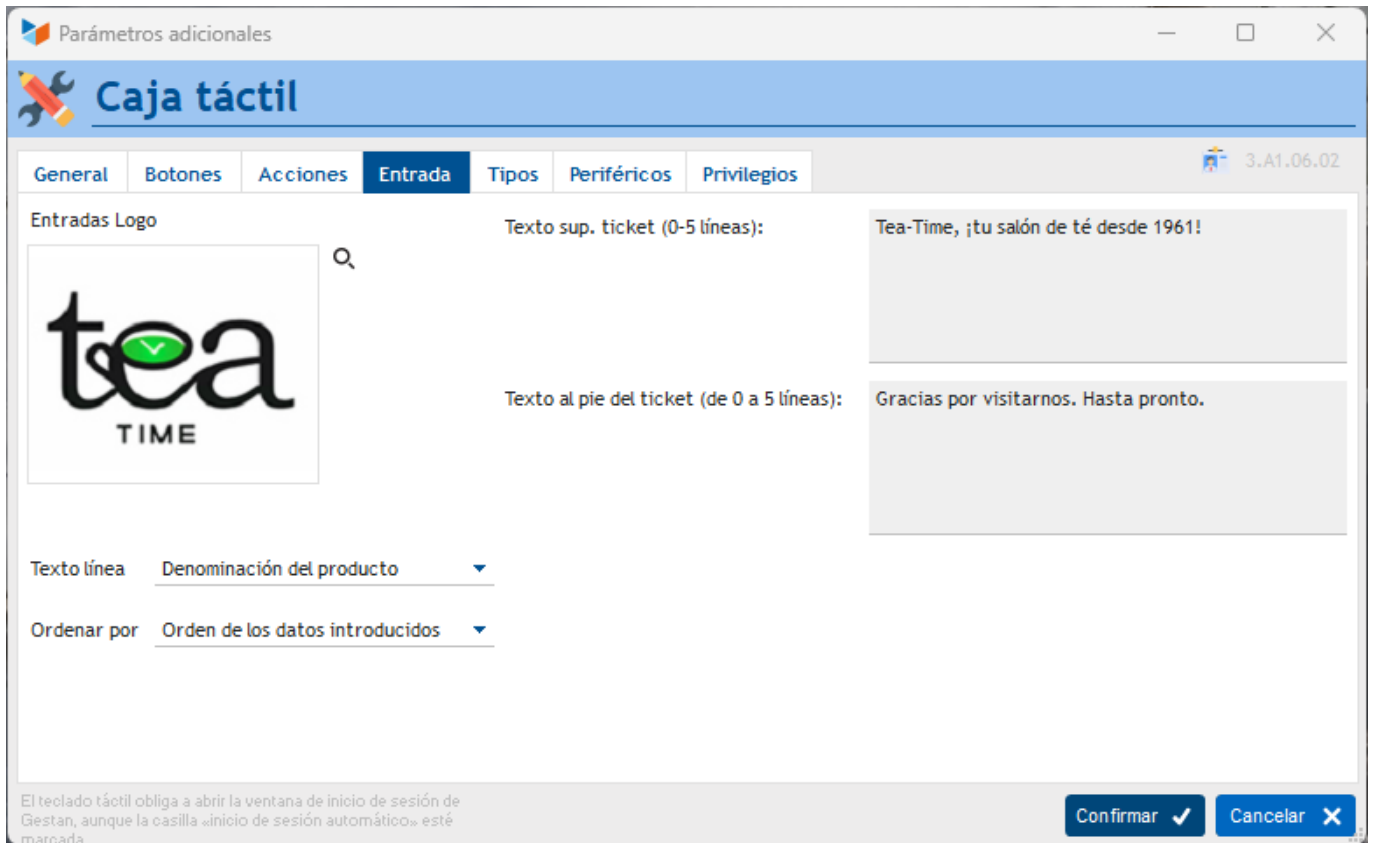 Parámetros adicionales
Caja táctil
General Botones Acciones Entrada Tipos Periféricos Privilegios 3.A1.06.02
Entradas Logo
tea
TIME
Texto sup. ticket (0-5 líneas): Tea-Time, ¡tu salón de té desde 1961!
Texto al pie del ticket (de 0 a 5 líneas): Gracias por visitarnos. Hasta pronto.
Texto línea Denominación del producto
Ordenar por Orden de los datos introducidos
El teclado táctil obliga a abrir la ventana de inicio de sesión de
Gestan, aunque la casilla «inicio de sesión automático» esté
marcada
Confirmar Cancelar